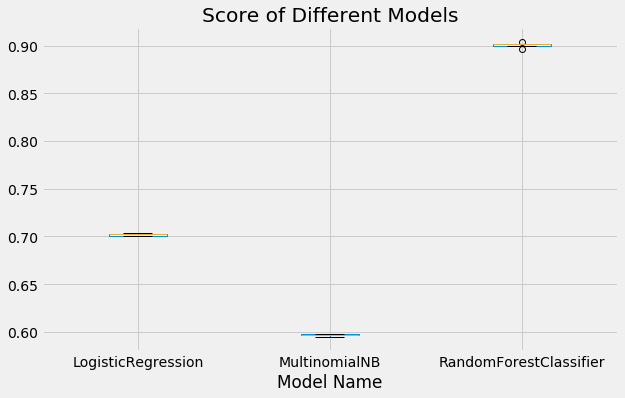 Score of Different Models
0.90
0.85
0.80
0.75
0.70
0.65
0.60
LogisticRegression MultinomialNB RandomForestClassifier
Model Name